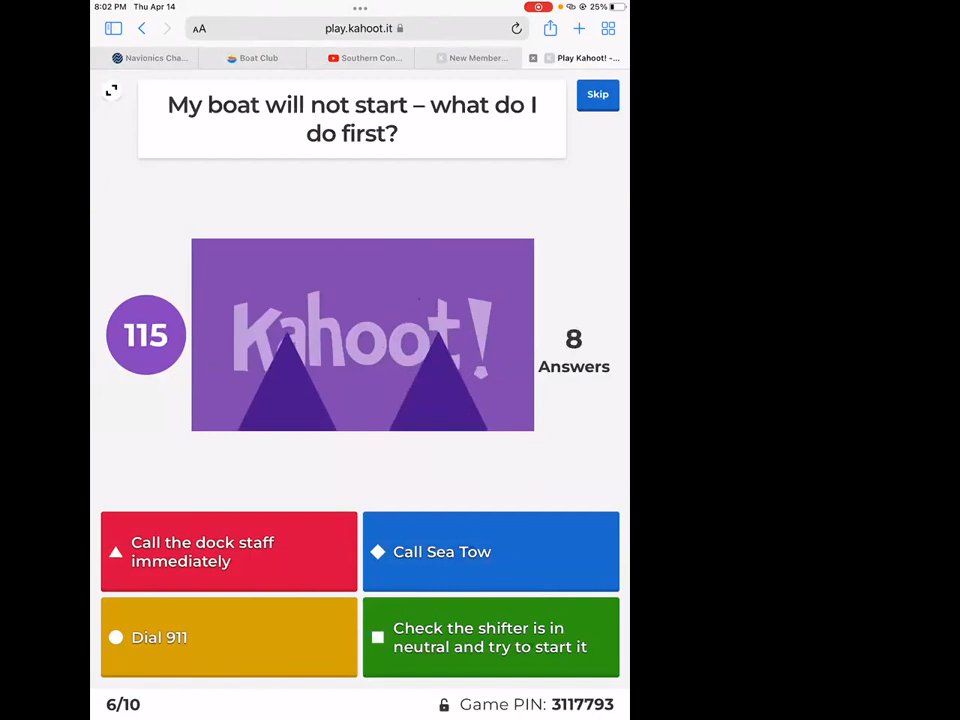 8:02 PM Thu Apr 14
25%
AA
play.kahoot.it
Navionics Cha...
Boat Club
Southern Con...
New Member...
Play Kahoot! -...
My boat will not start – what do I
do first?
Skip
Kahoot!
115
8
Answers
Call the dock staff
immediately
Call Sea Tow
Dial 911
Check the shifter is in
neutral and try to start it
6/10
Game PIN: 3117793